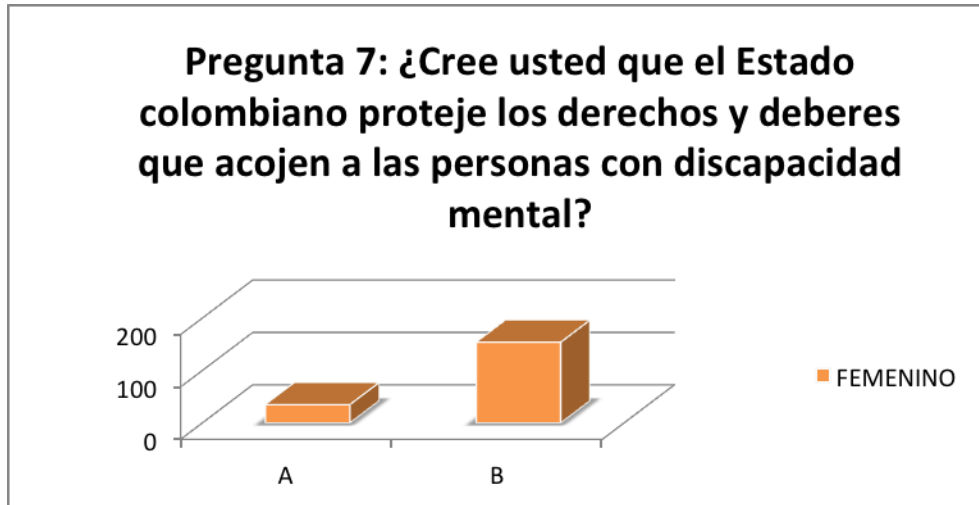 Pregunta 7: ¿Cree usted que el Estado
colombiano proteje los derechos y deberes
que acojen a las personas con discapacidad
mental?
200
100
0
A
B
FEMENINO